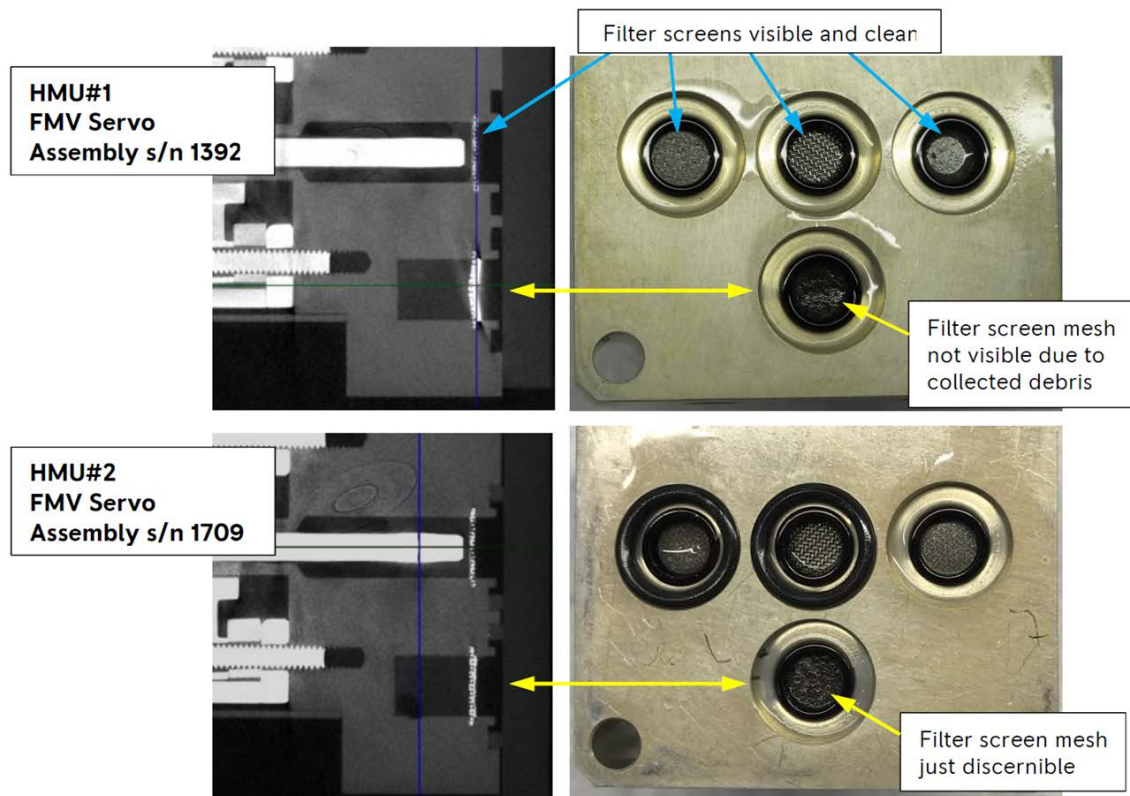 Filter screens visible and clean
HMU#1
FMV Servo
Assembly s/n 1392
Filter screen mesh
not visible due to
collected debris
HMU#2
FMV Servo
Assembly s/n 1709
Filter screen mesh
just discernible